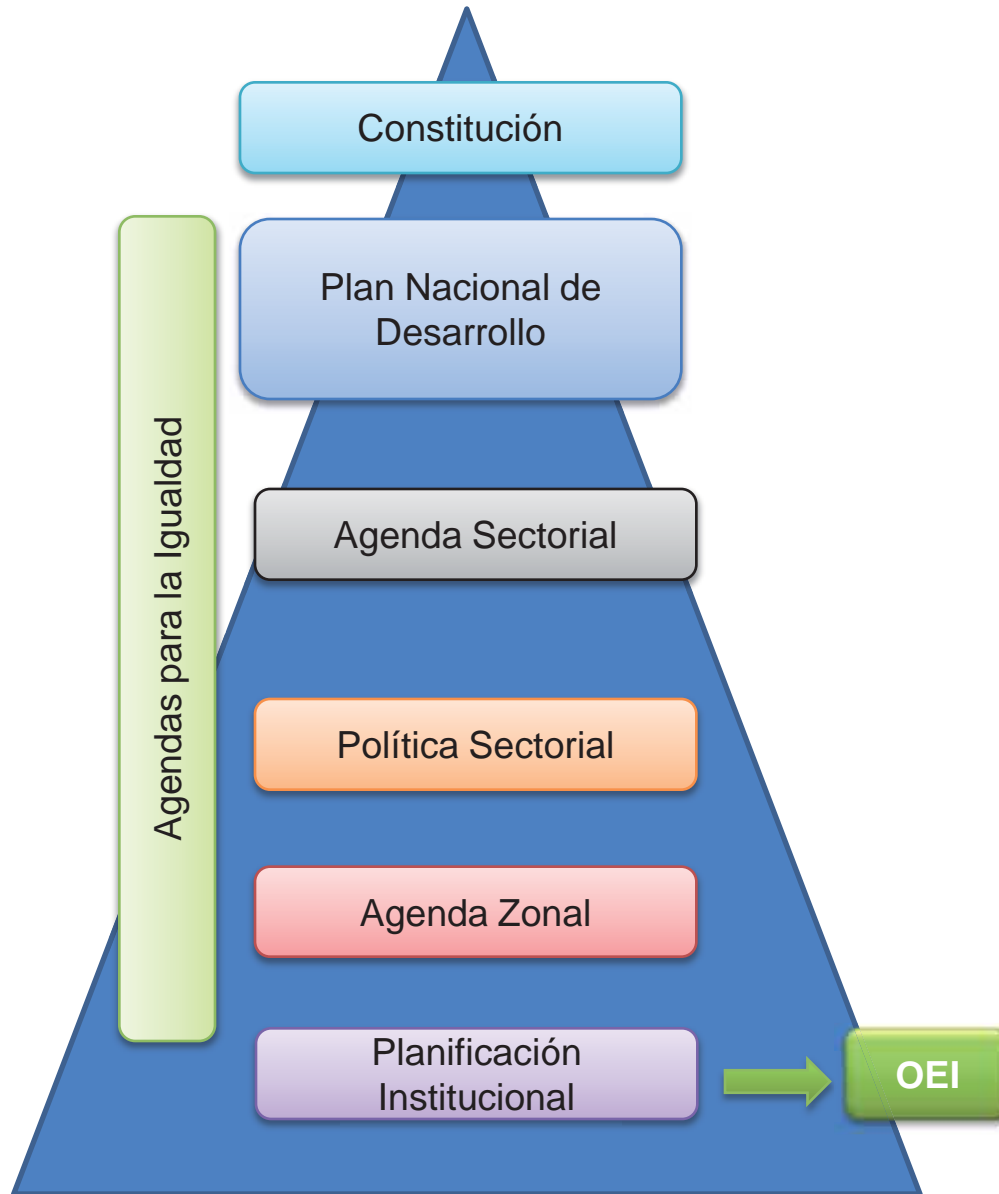 Constitución
Plan Nacional de
Desarrollo
Agendas para la Igualdad
Agenda Sectorial
Política Sectorial
Agenda Zonal
Planificación
Institucional
OEI